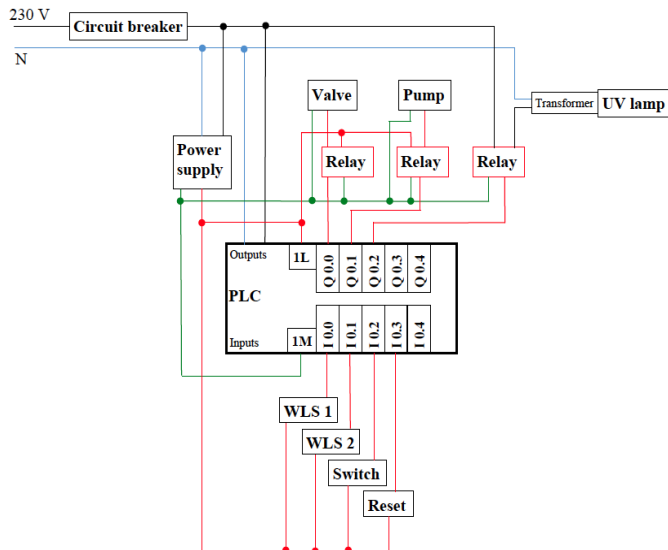 230 V
Circuit breaker
N
Valve
Pump
Transformer
UV lamp
Power
supply
Relay
Relay
Relay
Outputs
1L
Q 0.0
Q 0.1
Q 0.2
Q 0.3
Q 0.4
PLC
Inputs
1M
I 0.0
I 0.1
I 0.2
I 0.3
I 0.4
WLS 1
WLS 2
Switch
Reset